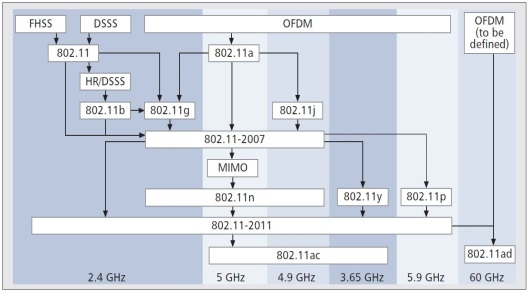 FHSS
DSSS
OFDM
OFDM
(to be
defined)
802.11
802.11a
HR/DSSS
802.11b
802.11g
802.11j
802.11-2007
MIMO
802.11n
802.11y
802.11p
802.11-2011
802.11ac
802.11ad
2.4 GHz
5 GHz
4.9 GHz
3.65 GHz
5.9 GHz
60 GHz